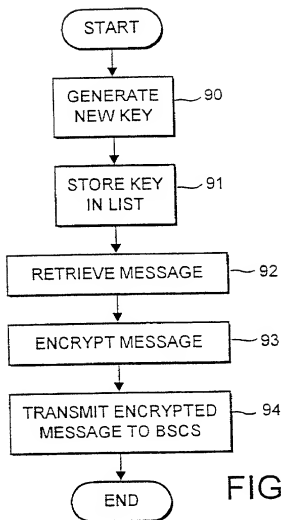 START
GENERATE
NEW KEY
90
STORE KEY
IN LIST
91
RETRIEVE MESSAGE
92
ENCRYPT MESSAGE
93
TRANSMIT ENCRYPTED
MESSAGE TO BSCS
94
END
FIG